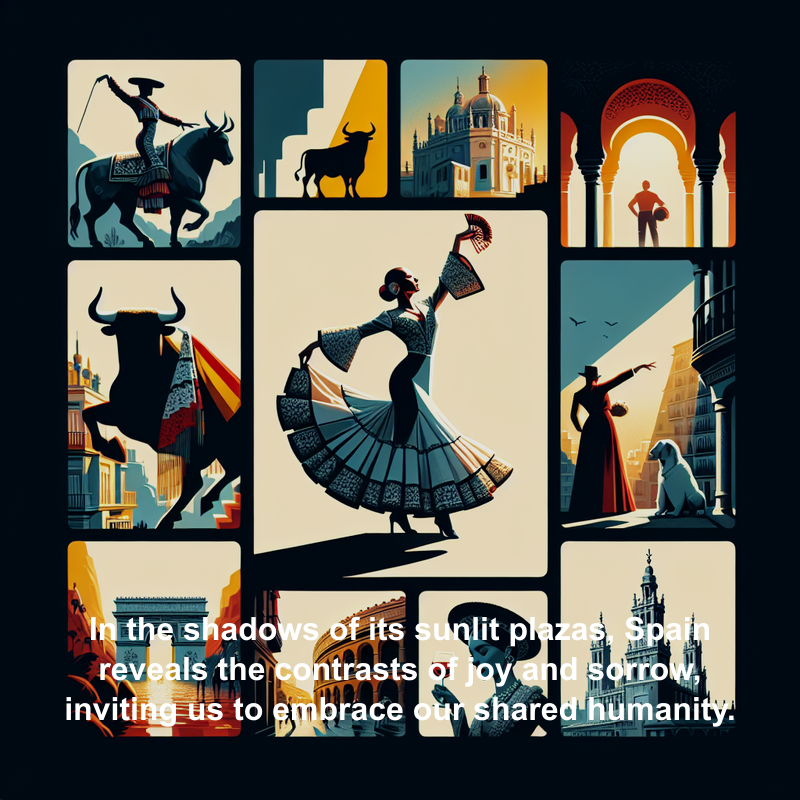 In the shadows of its sunlit plazas, Spain
reveals the contrasts of joy and sorrow,
inviting us to embrace our shared humanity.